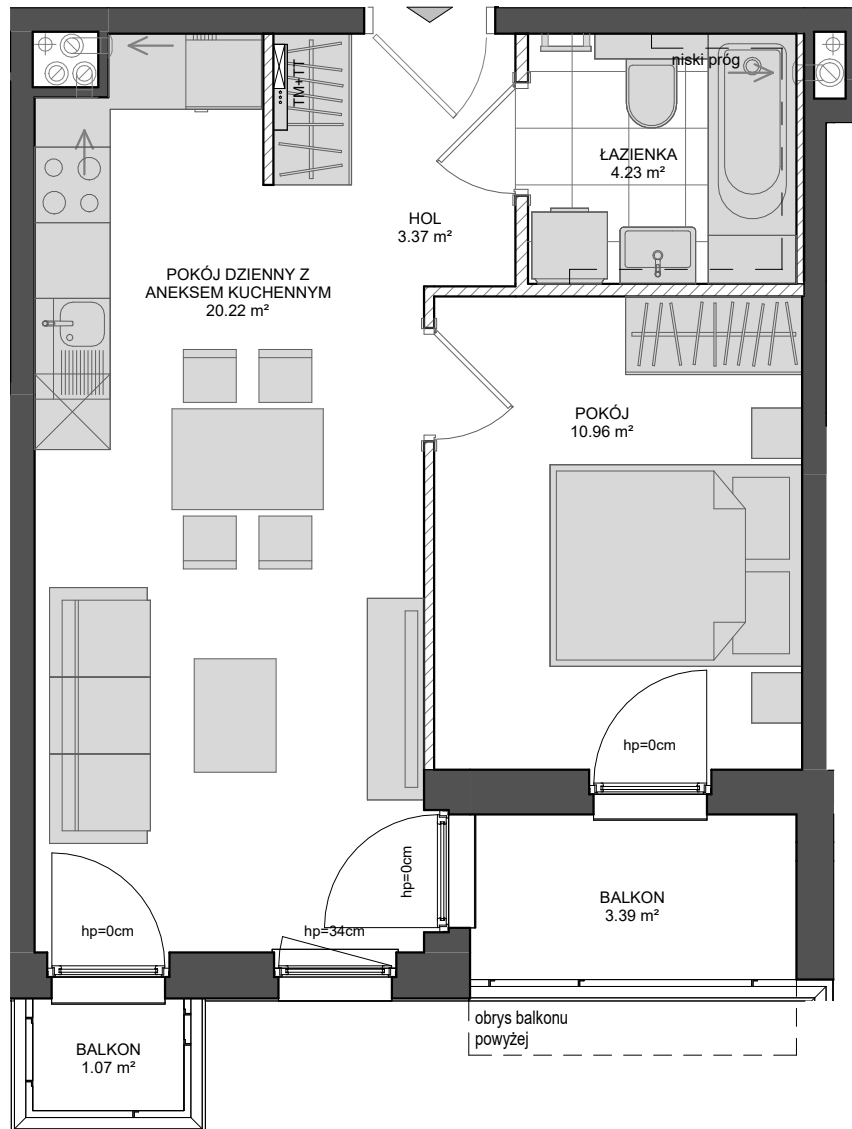 niski próg
TM+TT
ŁAZIENKA
4.23 m²
HOL
3.37 m²
POKÓJ DZIENNY Z
ANEKSEM KUCHENNYM
20.22 m²
POKÓJ
10.96 m²
hp=0cm
hp=0cm
BALKON
3.39 m²
hp=0cm
hp=34cm
obrys balkonu
powyżej
BALKON
1.07 m²